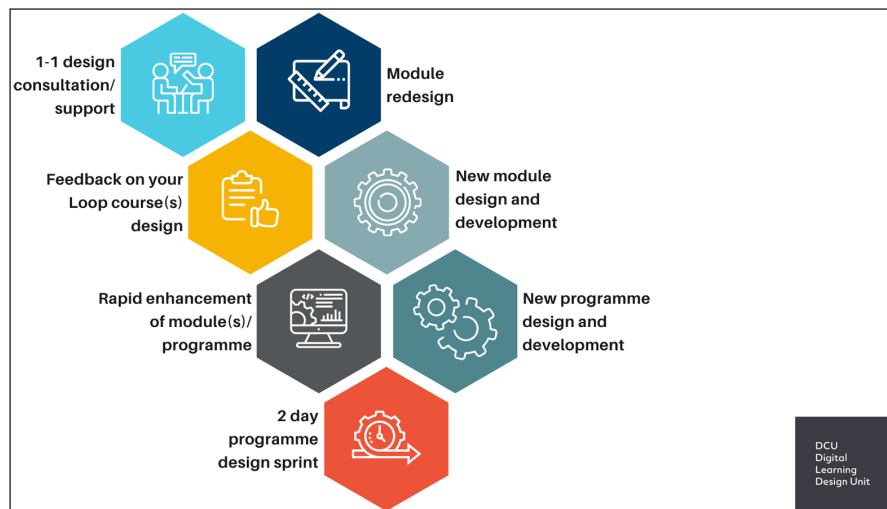 1-1 design
consultation/
support
Module
redesign
Feedback on your
Loop course(s)
design
New module
design and
development
Rapid enhancement
of module(s)/
programme
New programme
design and
development
2 day
programme
design sprint
DCU
Digital
Learning
Design Unit